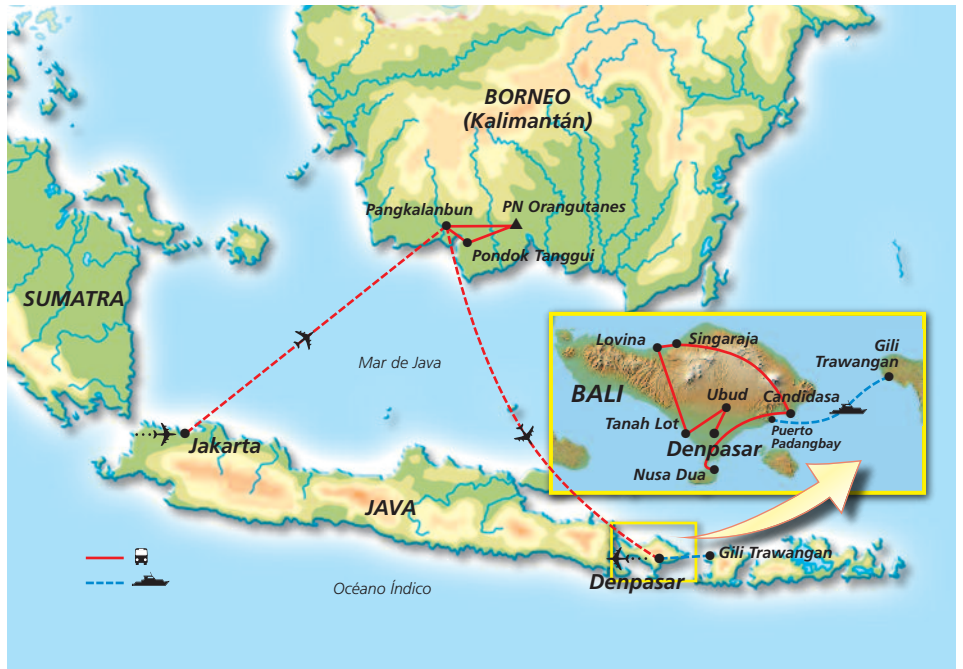 BORNEO
(Kalimantán)
Pangkalanbun
PN Orangutanes
Pondok Tanggui
SUMATRA
Mar de Java
Jakarta
JAVA
Océano Índico
Denpasar
Gili Trawangan
Lovina
Singaraja
Gili
Trawangan
BALI
Ubud
Candidasa
Tanah Lot
Puerto
Padangbay
Denpasar
Nusa Dua